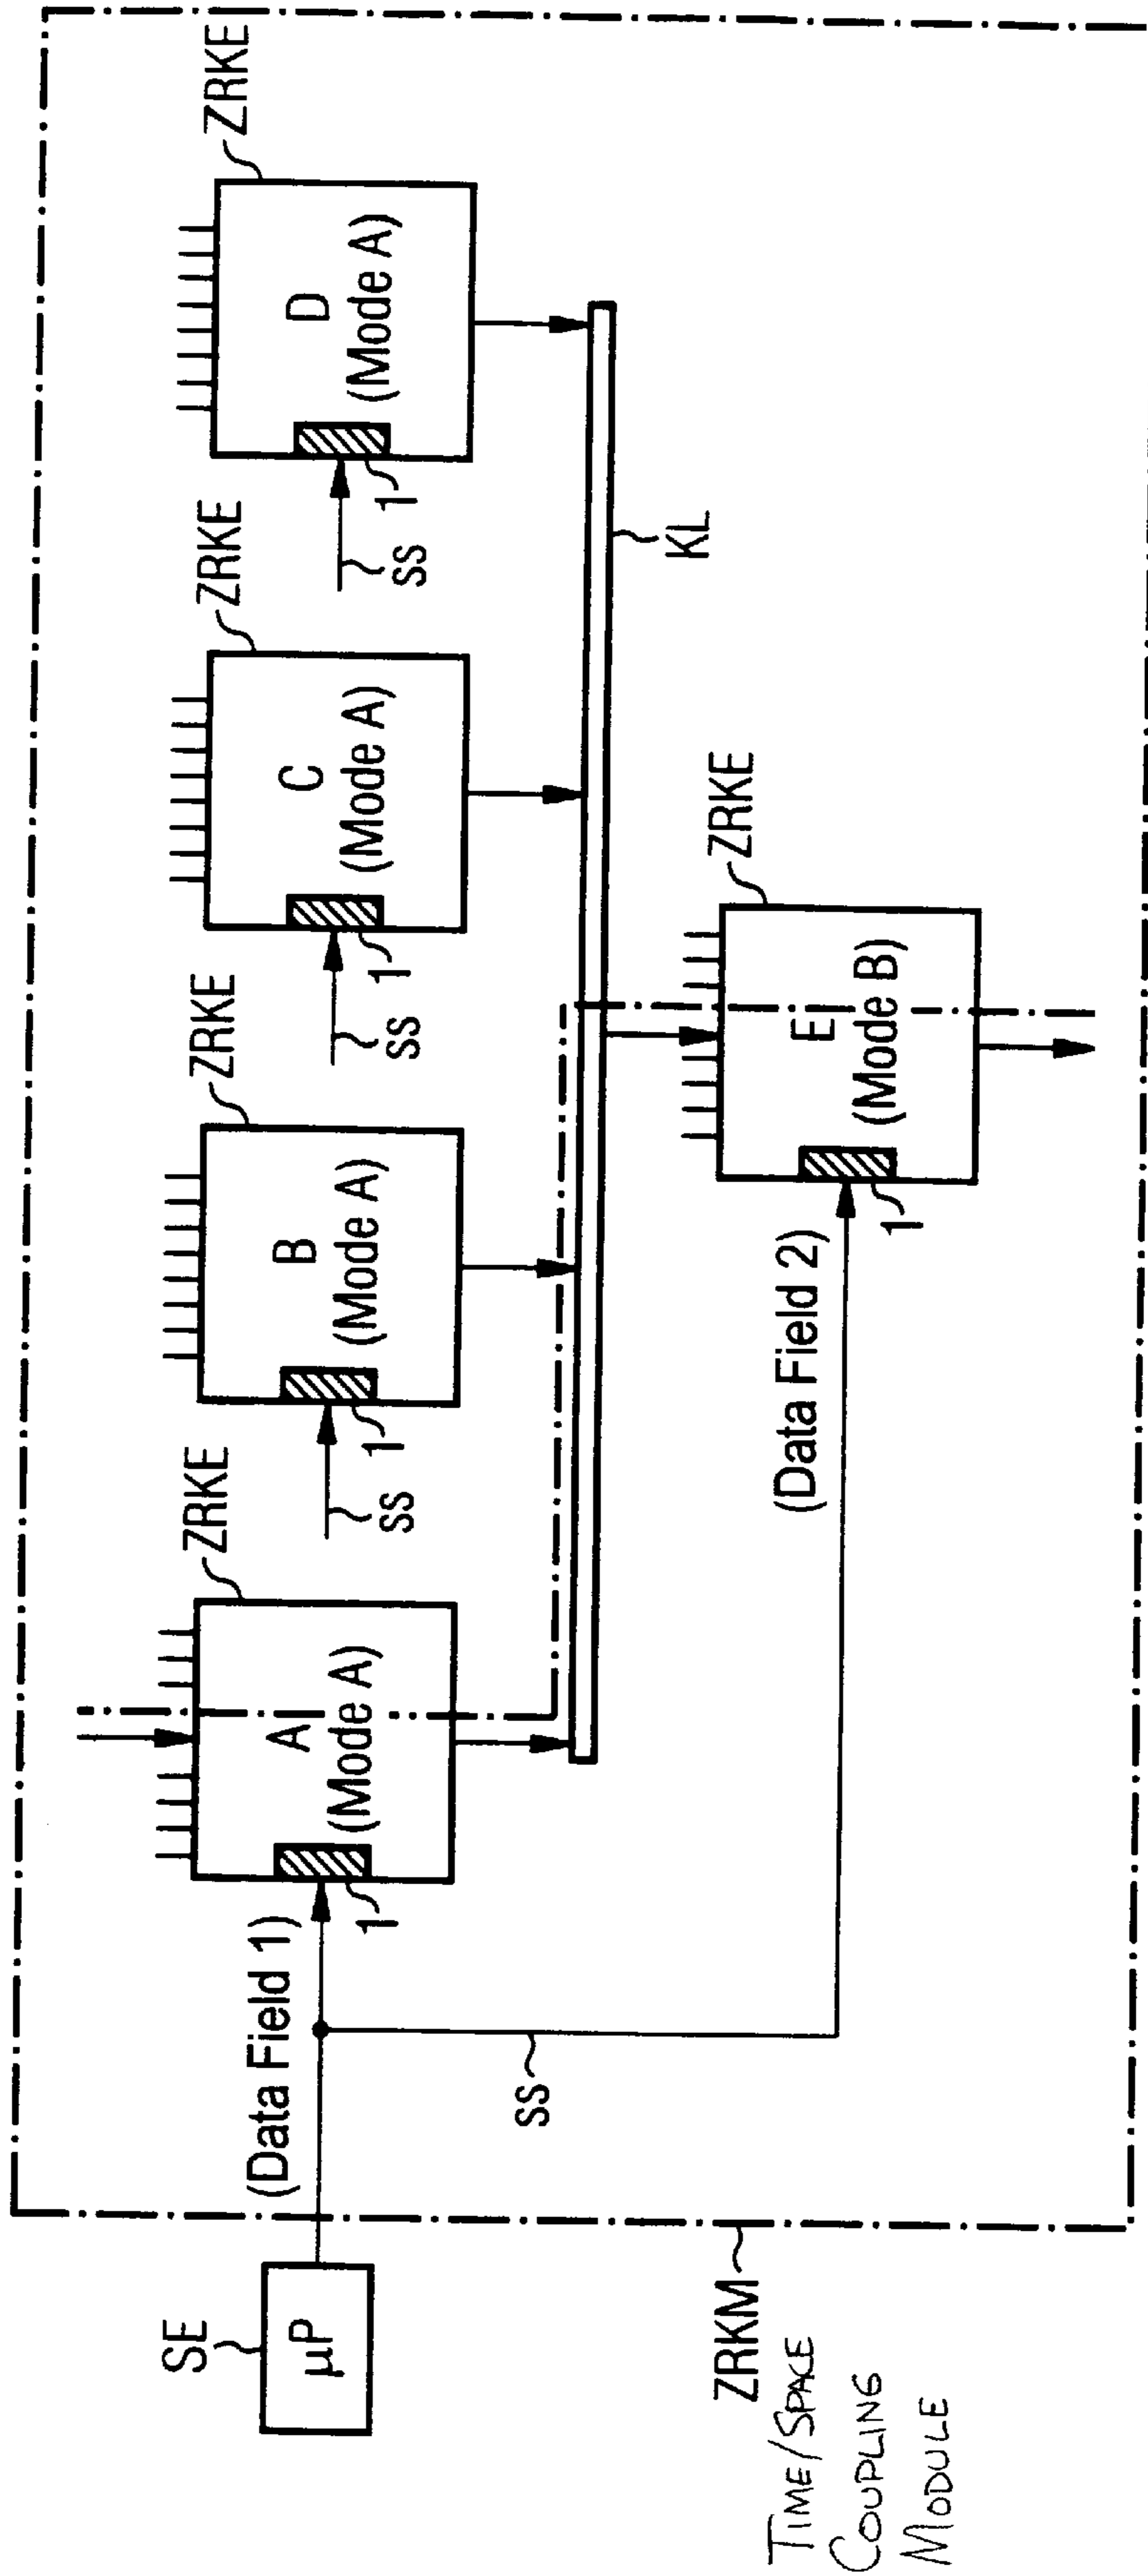 SE
µP
ZRKM
TIME/SPACE
COUPLING
MODULE
(Data Field 1)
SS
(Data Field 2)
ZRKE
A
(Mode A)
1
ZRKE
B
(Mode A)
1
SS
ZRKE
C
(Mode A)
1
SS
ZRKE
D
(Mode A)
1
SS
KL
ZRKE
E
(Mode B)
1